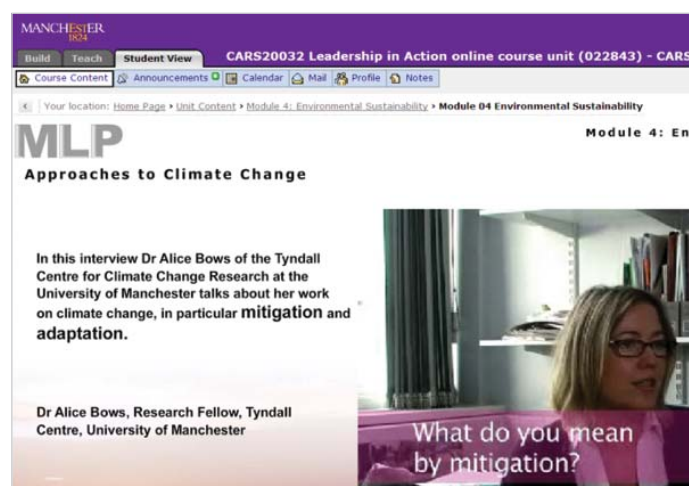 MANCHESTER
1824
Build Teach Student View CARS20032 Leadership in Action online course unit (022843) - CARS
Course Content Announcements Calendar Mail Profile Notes
Your location: Home Page › Unit Content › Module 4: Environmental Sustainability › Module 04 Environmental Sustainability
MLP
Module 4: En
Approaches to Climate Change
In this interview Dr Alice Bows of the Tyndall
Centre for Climate Change Research at the
University of Manchester talks about her work
on climate change, in particular mitigation and
adaptation.
Dr Alice Bows, Research Fellow, Tyndall
Centre, University of Manchester
What do you mean
by mitigation?